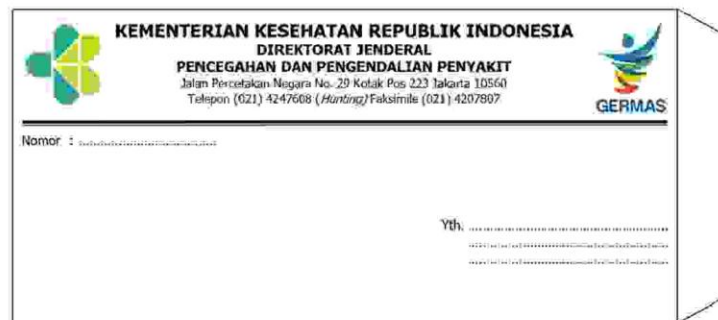 KEMENTERIAN KESEHATAN REPUBLIK INDONESIA
DIREKTORAT JENDERAL
PENCEGAHAN DAN PENGENDALIAN PENYAKIT
Jalan Percetakan Negara No. 29 Kotak Pos 223 Jakarta 10560
Telepon (021) 4247608 (Hunting) Faksimile (021) 4207807
GERMAS
Nomor : ....................................
Yth. ....................................................
....................................................
....................................................